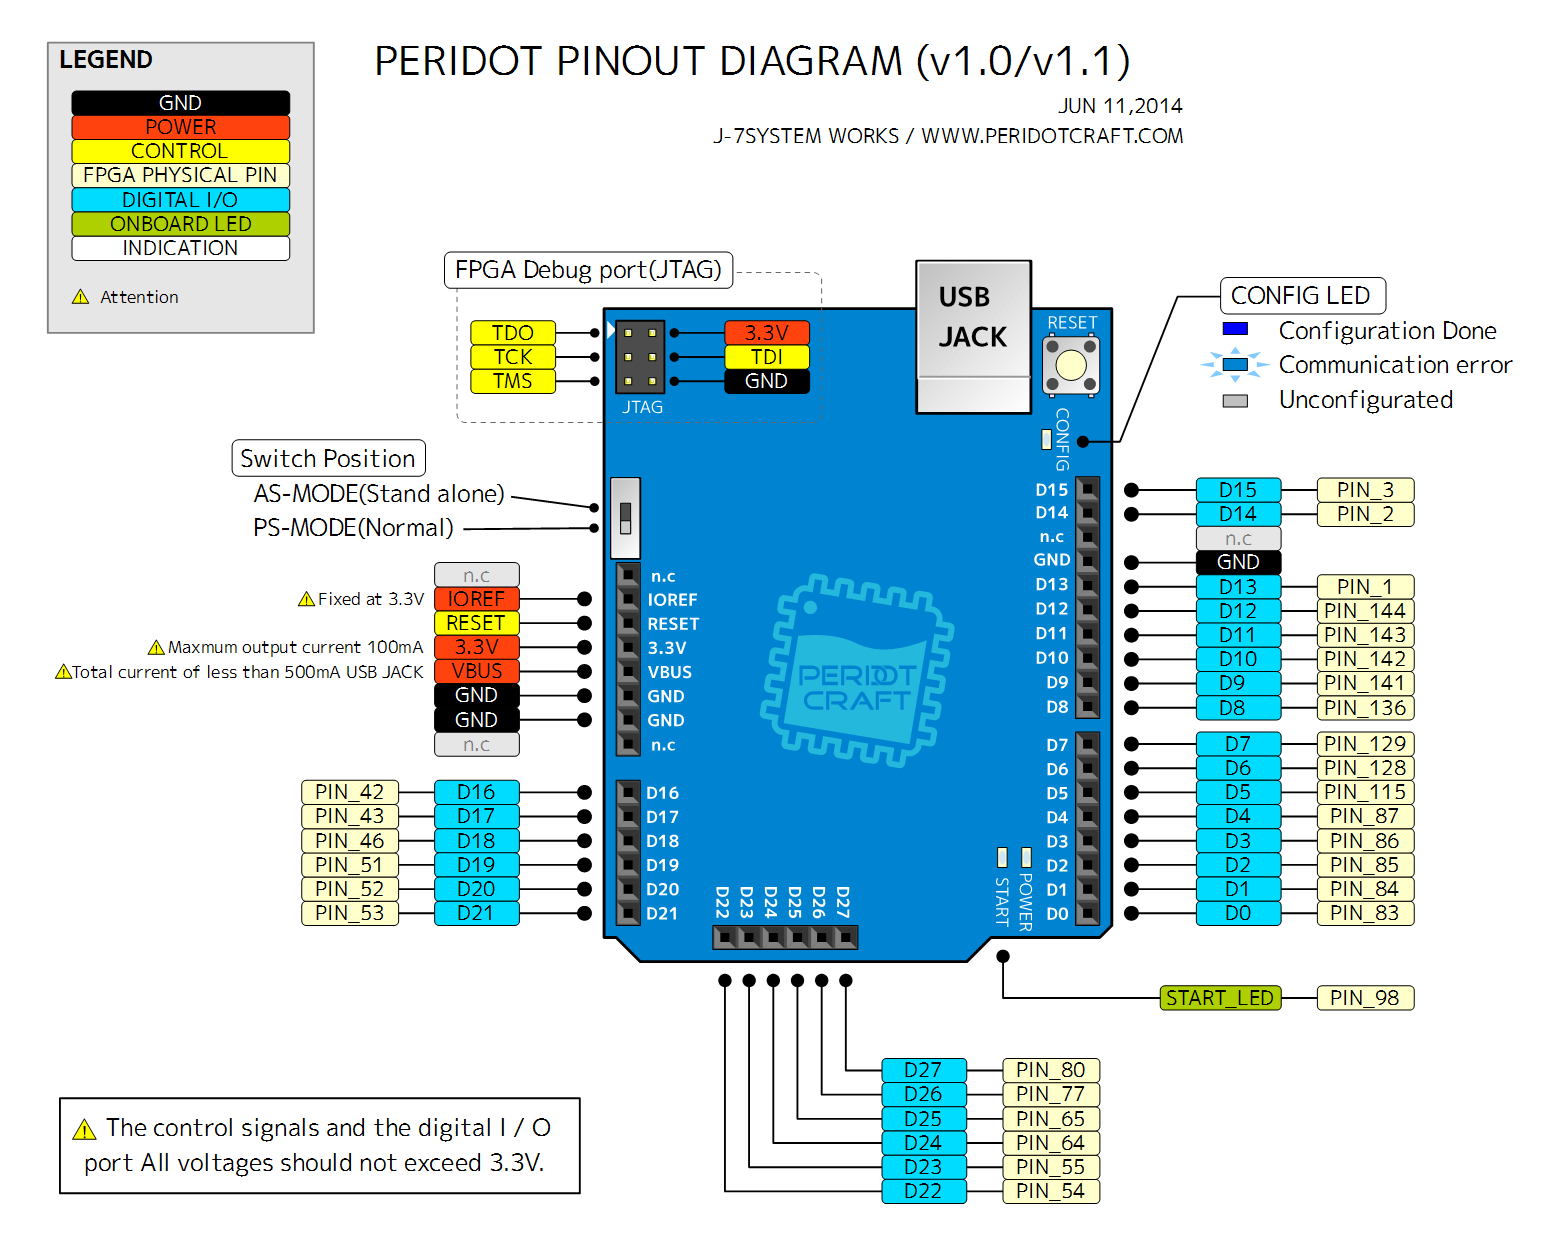 LEGEND
GND
POWER
CONTROL
FPGA PHYSICAL PIN
DIGITAL I/O
ONBOARD LED
INDICATION
Attention
PERIDOT PINOUT DIAGRAM (v1.0/v1.1)
JUN 11,2014
J-7SYSTEM WORKS / WWW.PERIDOTCRAFT.COM
FPGA Debug port(JTAG)
TDO
TCK
TMS
3.3V
TDI
GND
JTAG
USB
JACK
RESET
CONFIG
CONFIG LED
Configuration Done
Communication error
Unconfigurated
Switch Position
AS-MODE(Stand alone)
PS-MODE(Normal)
n.c
Fixed at 3.3V IOREF
RESET
Maxmum output current 100mA 3.3V
Total current of less than 500mA USB JACK VBUS
GND
GND
n.c
n.c
IOREF
RESET
3.3V
VBUS
GND
GND
n.c
PERIDOT
CRAFT
PIN_42 D16
PIN_43 D17
PIN_46 D18
PIN_51 D19
PIN_52 D20
PIN_53 D21
D16
D17
D18
D19
D20
D21
D22
D23
D24
D25
D26
D27
START
POWER
D15
D14
n.c
GND
D13
D12
D11
D10
D9
D8
D7
D6
D5
D4
D3
D2
D1
D0
D15 PIN_3
D14 PIN_2
n.c
GND
D13 PIN_1
D12 PIN_144
D11 PIN_143
D10 PIN_142
D9 PIN_141
D8 PIN_136
D7 PIN_129
D6 PIN_128
D5 PIN_115
D4 PIN_87
D3 PIN_86
D2 PIN_85
D1 PIN_84
D0 PIN_83
START_LED PIN_98
D27 PIN_80
D26 PIN_77
D25 PIN_65
D24 PIN_64
D23 PIN_55
D22 PIN_54
The control signals and the digital I / O
port All voltages should not exceed 3.3V.